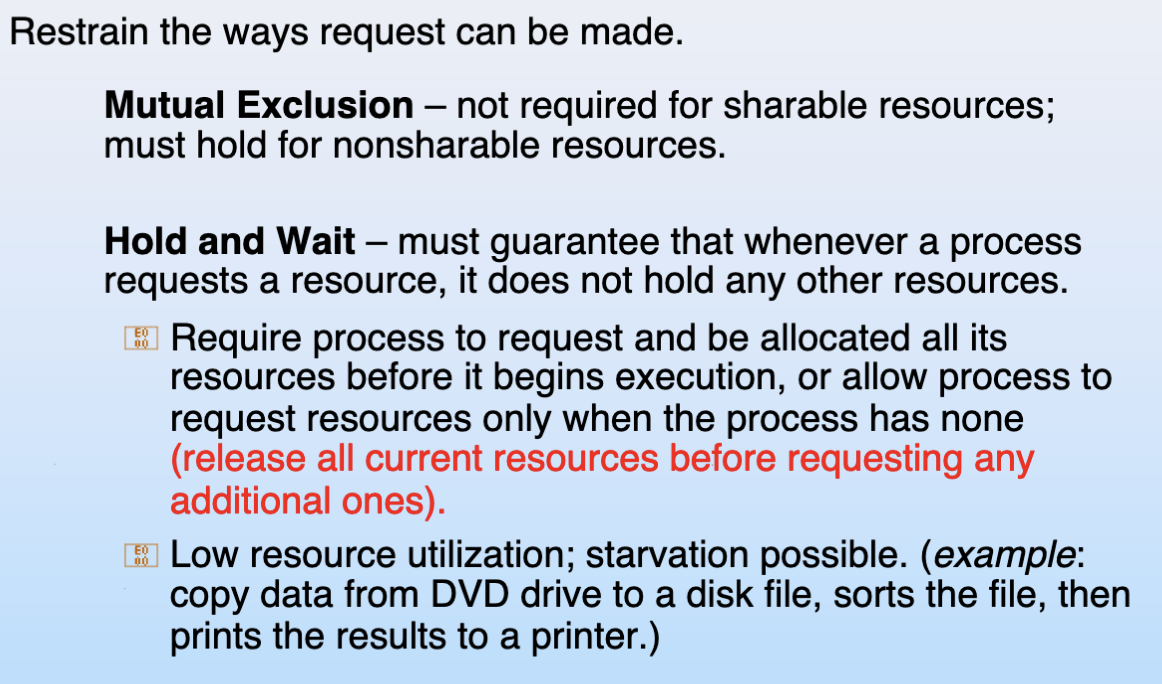 Restrain the ways request can be made.
Mutual Exclusion – not required for sharable resources;
must hold for nonsharable resources.
Hold and Wait – must guarantee that whenever a process
requests a resource, it does not hold any other resources.
Require process to request and be allocated all its
resources before it begins execution, or allow process to
request resources only when the process has none
(release all current resources before requesting any
additional ones).
Low resource utilization; starvation possible. (example:
copy data from DVD drive to a disk file, sorts the file, then
prints the results to a printer.)